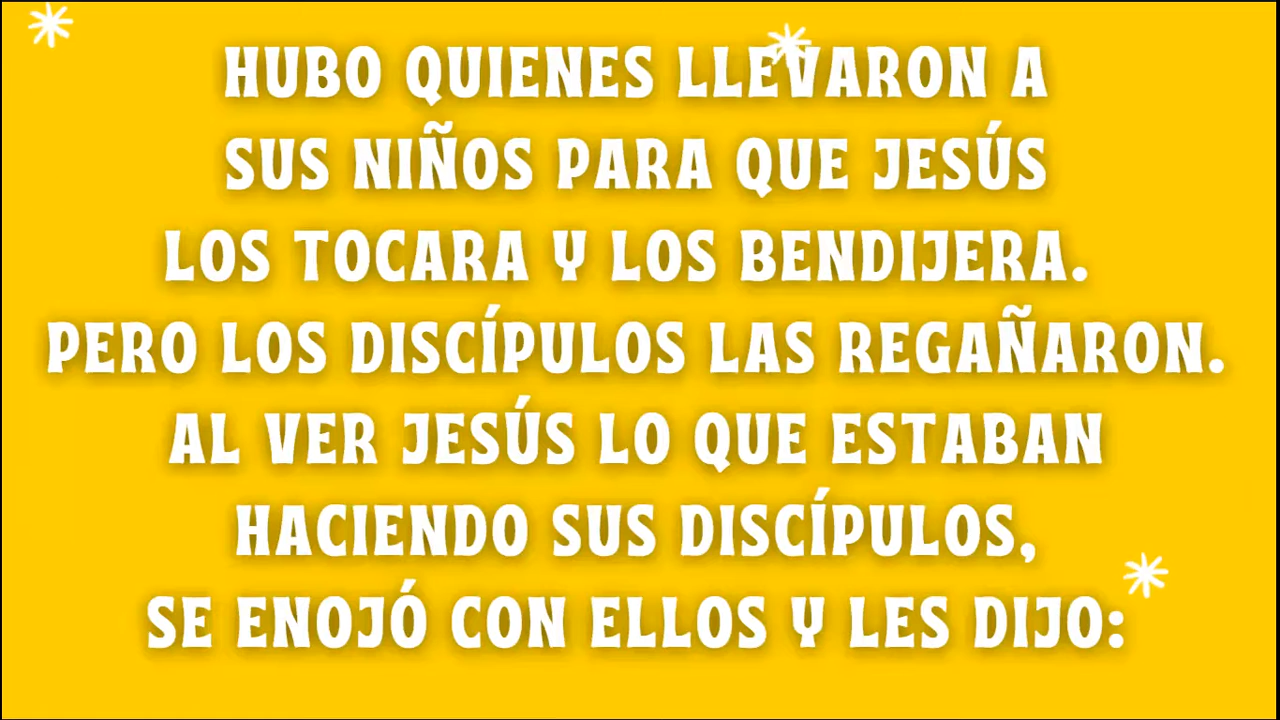 HUBO QUIENES LLEVARON A
SUS NIÑOS PARA QUE JESÚS
LOS TOCARA Y LOS BENDIJERA.
PERO LOS DISCÍPULOS LAS REGAÑARON.
AL VER JESÚS LO QUE ESTABAN
HACIENDO SUS DISCÍPULOS,
SE ENOJÓ CON ELLOS Y LES DIJO: